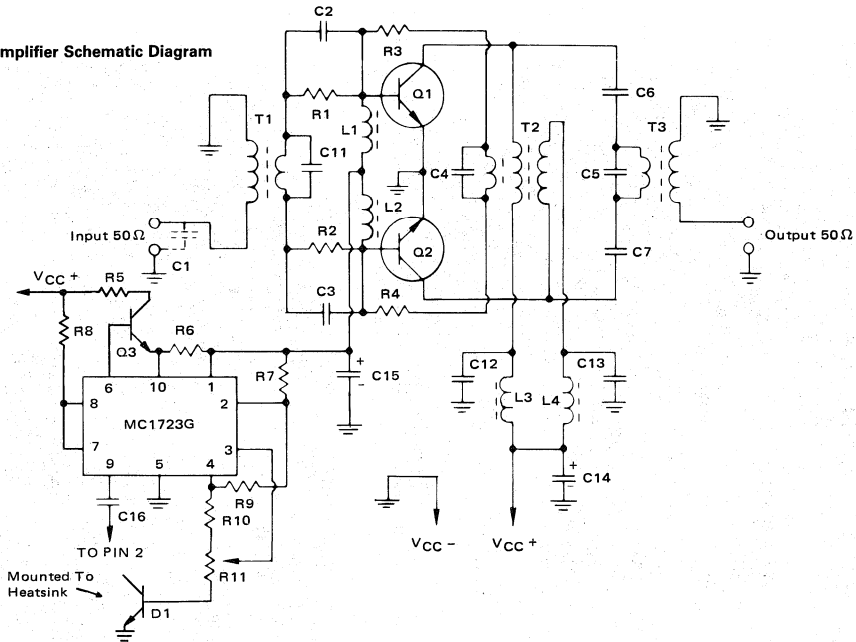 mplifier Schematic Diagram
C2
R3
Q1
C6
R1
T1
L1
T2
T3
C11
C4
C5
L2
R2
Input 50Ω
Q2
Output 50Ω
C7
C1
VCC +
R5
C3
R4
R8
R6
Q3
C12
C13
R7
+
C15
-
6
10
1
8
2
L3
L4
MC1723G
7
3
9
5
4
+
C14
-
R9
C16
R10
VCC -
VCC +
TO PIN 2
R11
Mounted To
Heatsink
D1